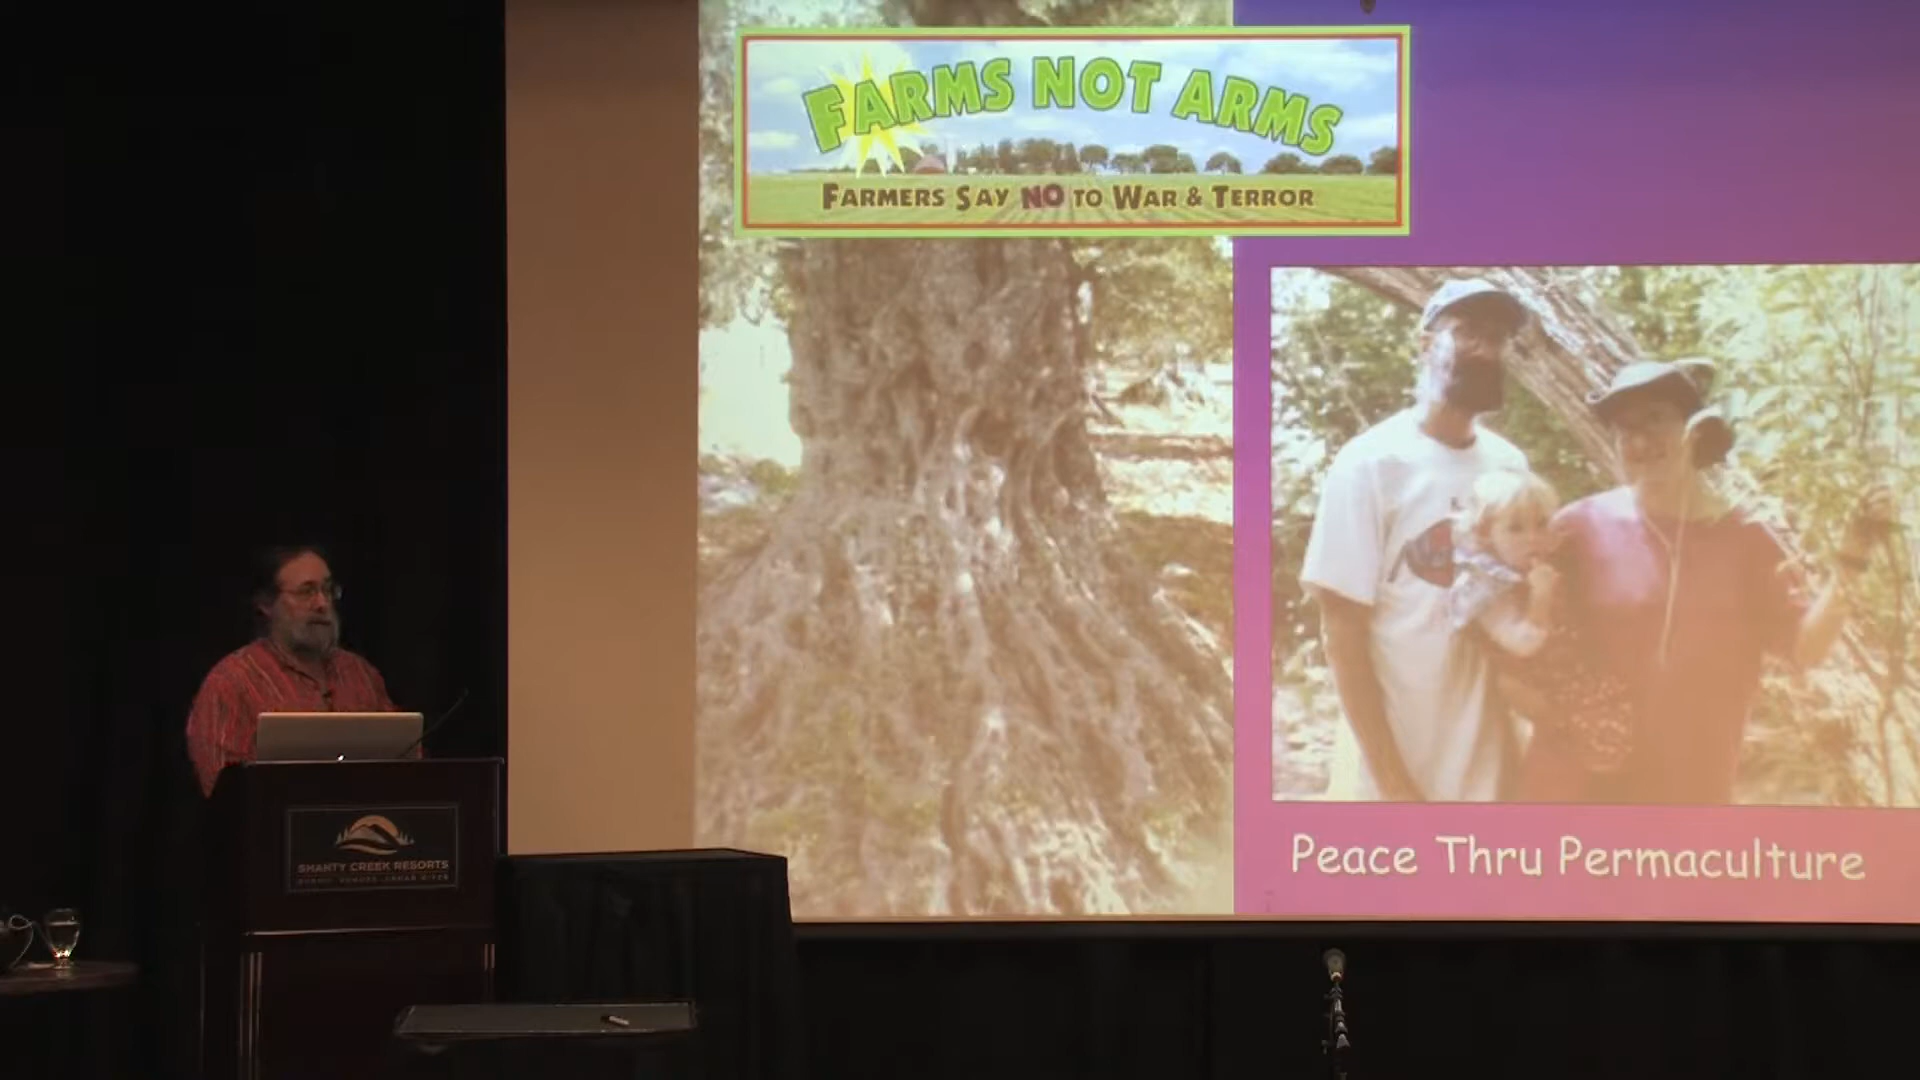 FARMS NOT ARMS
FARMERS SAY NO TO WAR & TERROR
Peace Thru Permaculture
SHANTY CREEK RESORTS